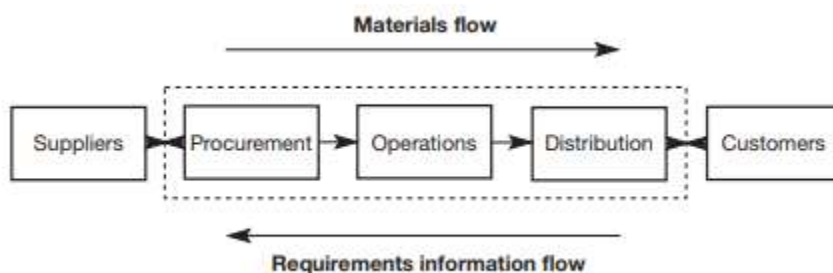 Materials flow
Suppliers Procurement Operations Distribution Customers
Requirements information flow